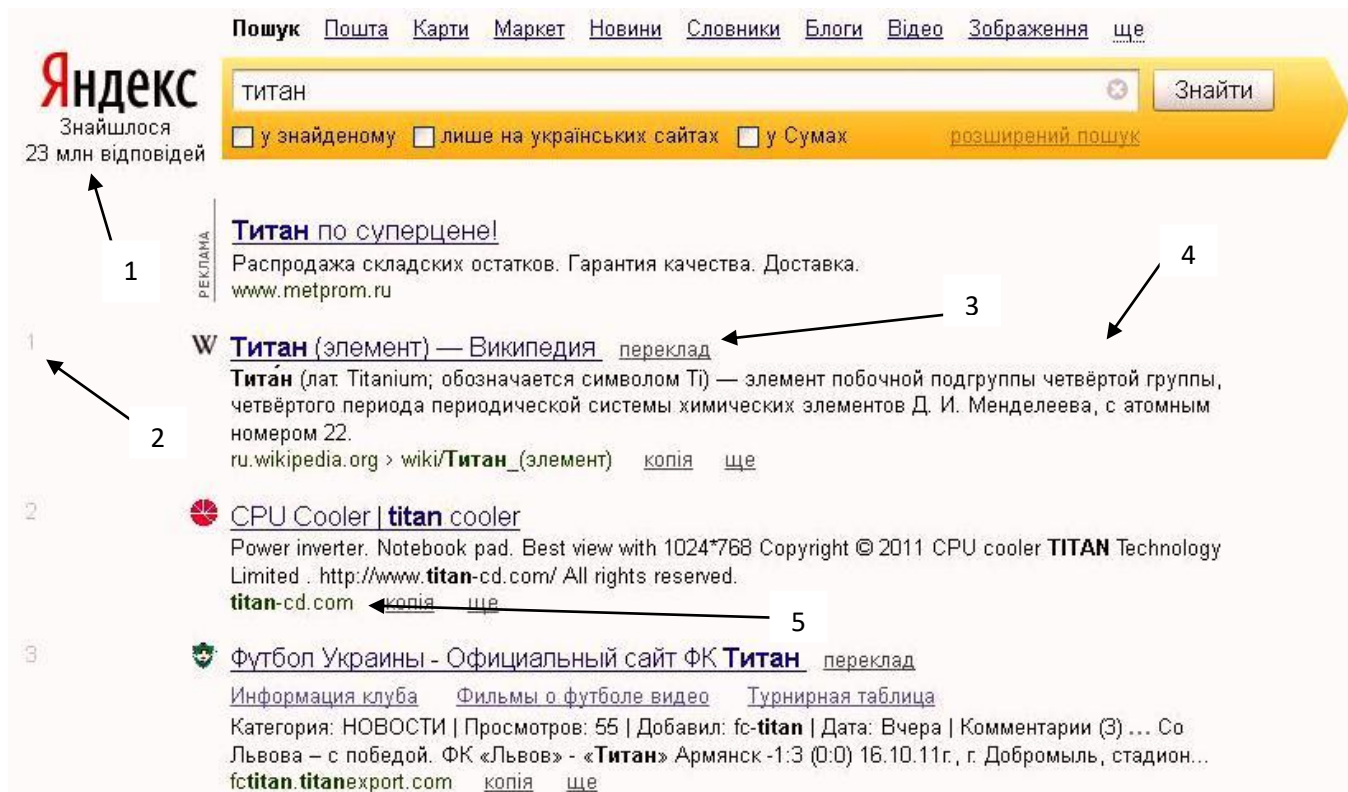 Пошук Пошта Карти Маркет Новини Словники Блоги Відео Зображення ще
Яндекс
титан
Знайти
Знайшлося
23 млн відповідей
у знайденому лише на українських сайтах у Сумах розширений пошук
1
РЕКЛАМА
Титан по суперцене!
Распродажа складских остатков. Гарантия качества. Доставка.
www.metprom.ru
4
3
1
2
W Титан (элемент) — Википедия переклад
Тита́н (лат. Titanium; обозначается символом Ti) — элемент побочной подгруппы четвёртой группы,
четвёртого периода периодической системы химических элементов Д. И. Менделеева, с атомным
номером 22.
ru.wikipedia.org › wiki/Титан_(элемент) копія ще
2
CPU Cooler | titan cooler
Power inverter. Notebook pad. Best view with 1024*768 Copyright © 2011 CPU cooler TITAN Technology
Limited . http://www.titan-cd.com/ All rights reserved.
titan-cd.com копія ще
5
3
Футбол Украины - Официальный сайт ФК Титан переклад
Информация клуба Фильмы о футболе видео Турнирная таблица
Категория: НОВОСТИ | Просмотров: 55 | Добавил: fc-titan | Дата: Вчера | Комментарии (3) … Со
Львова – с победой. ФК «Львов» - «Титан» Армянск -1:3 (0:0) 16.10.11г., г. Добромыль, стадион...
fctitan.titanexport.com копія ще